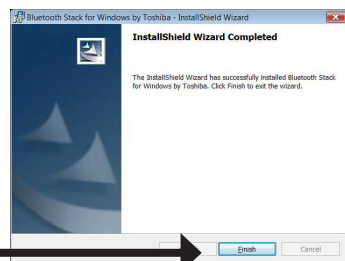 Bluetooth Stack for Windows by Toshiba - InstallShield Wizard
InstallShield Wizard Completed
The InstallShield Wizard has successfully installed Bluetooth Stack
for Windows by Toshiba. Click Finish to exit the wizard.
Finish
Cancel